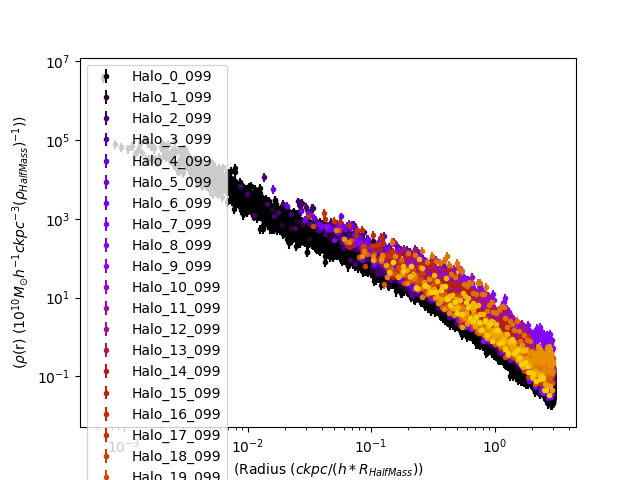 10^7
10^5
10^3
10^1
10^−1
(ρ(r) (10^10 M_⊙ h^−1 ckpc^−3 (ρ_HalfMass)^−1))
Halo_0_099
Halo_1_099
Halo_2_099
Halo_3_099
Halo_4_099
Halo_5_099
Halo_6_099
Halo_7_099
Halo_8_099
Halo_9_099
Halo_10_099
Halo_11_099
Halo_12_099
Halo_13_099
Halo_14_099
Halo_15_099
Halo_16_099
Halo_17_099
Halo_18_099
Halo_19_099
10^−3 10^−2 10^−1 10^0
(Radius (ckpc/(h * R_HalfMass))